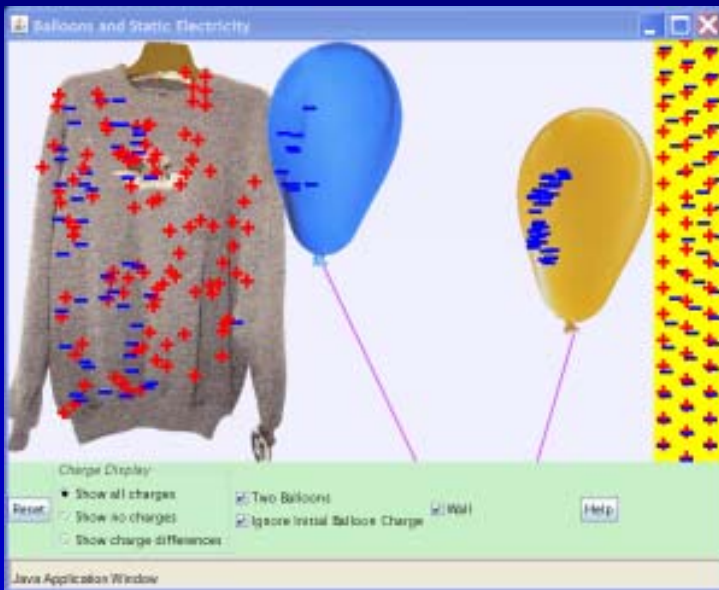 Balloons and Static Electricity
Charge Display
Show all charges
Show no charges
Show charge differences
Reset
Two Balloons
Ignore Initial Balloon Charge
Wall
Help
Java Application Window